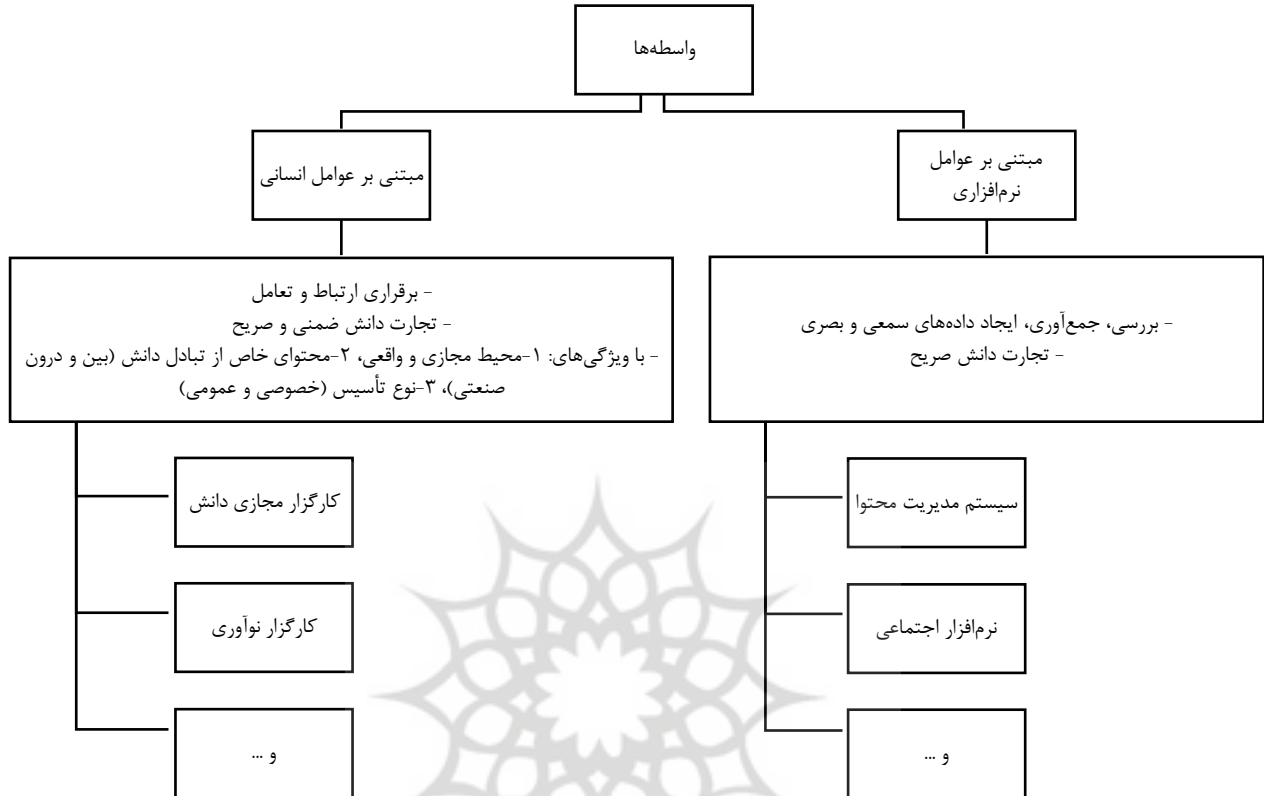 واسطه‌ها
مبتنی بر عوامل
نرم‌افزاری
- بررسی، جمع‌آوری، ایجاد داده‌های سمعی و بصری
- تجارت دانش صریح
سیستم مدیریت محتوا
نرم‌افزار اجتماعی
و ...
مبتنی بر عوامل انسانی
- برقراری ارتباط و تعامل
- تجارت دانش ضمنی و صریح
- با ویژگی‌های: ۱-محیط مجازی و واقعی، ۲-محتوای خاص از تبادل دانش (بین و درون
صنعتی)، ۳-نوع تأسیس (خصوصی و عمومی)
کارگزار مجازی دانش
کارگزار نوآوری
و ...